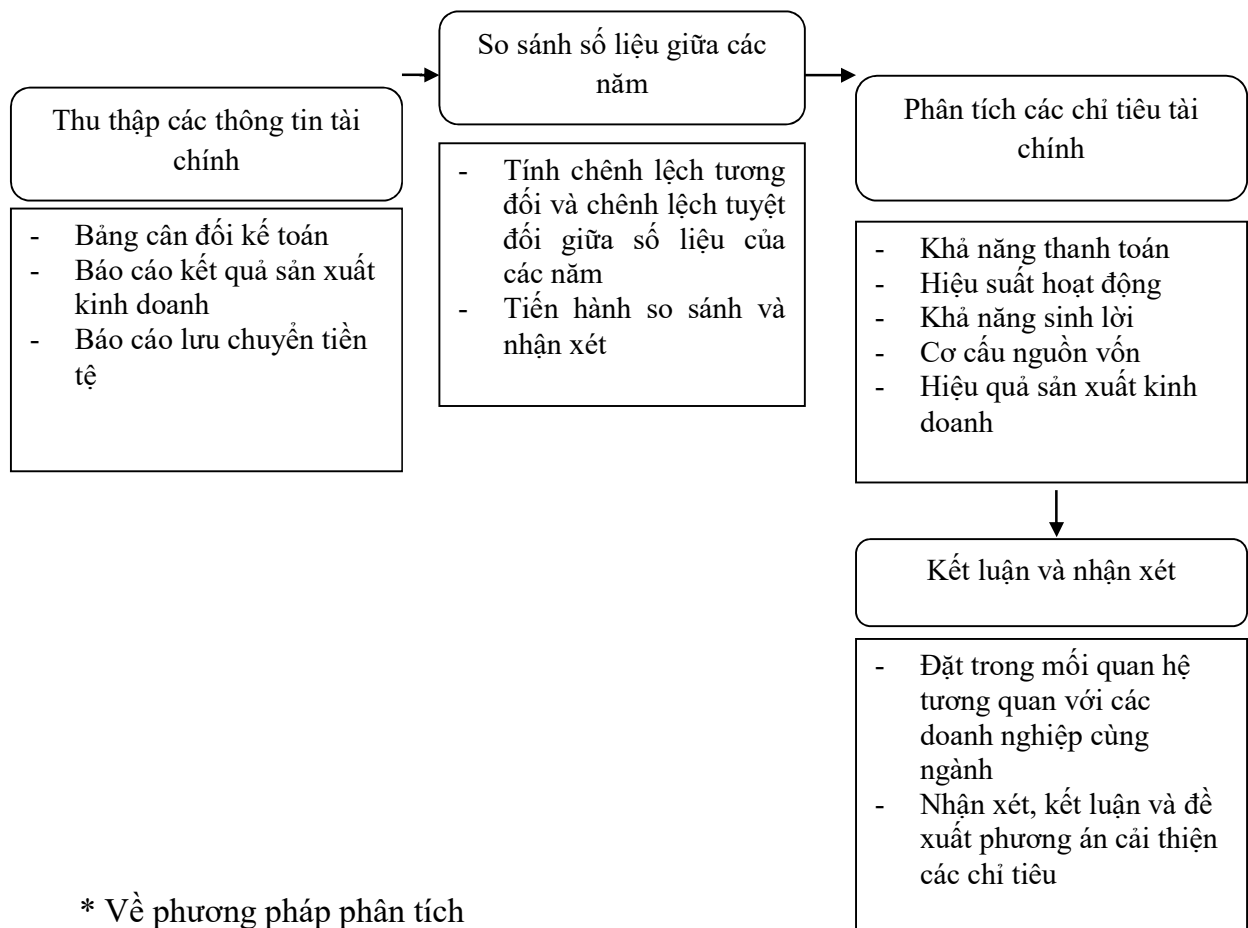 Thu thập các thông tin tài
chính
- Bảng cân đối kế toán
- Báo cáo kết quả sản xuất
kinh doanh
- Báo cáo lưu chuyển tiền
tệ
So sánh số liệu giữa các
năm
- Tính chênh lệch tương
đối và chênh lệch tuyệt
đối giữa số liệu của
các năm
- Tiến hành so sánh và
nhận xét
Phân tích các chỉ tiêu tài
chính
- Khả năng thanh toán
- Hiệu suất hoạt động
- Khả năng sinh lời
- Cơ cấu nguồn vốn
- Hiệu quả sản xuất kinh
doanh
Kết luận và nhận xét
- Đặt trong mối quan hệ
tương quan với các
doanh nghiệp cùng
ngành
- Nhận xét, kết luận và đề
xuất phương án cải thiện
các chỉ tiêu
* Về phương pháp phân tích